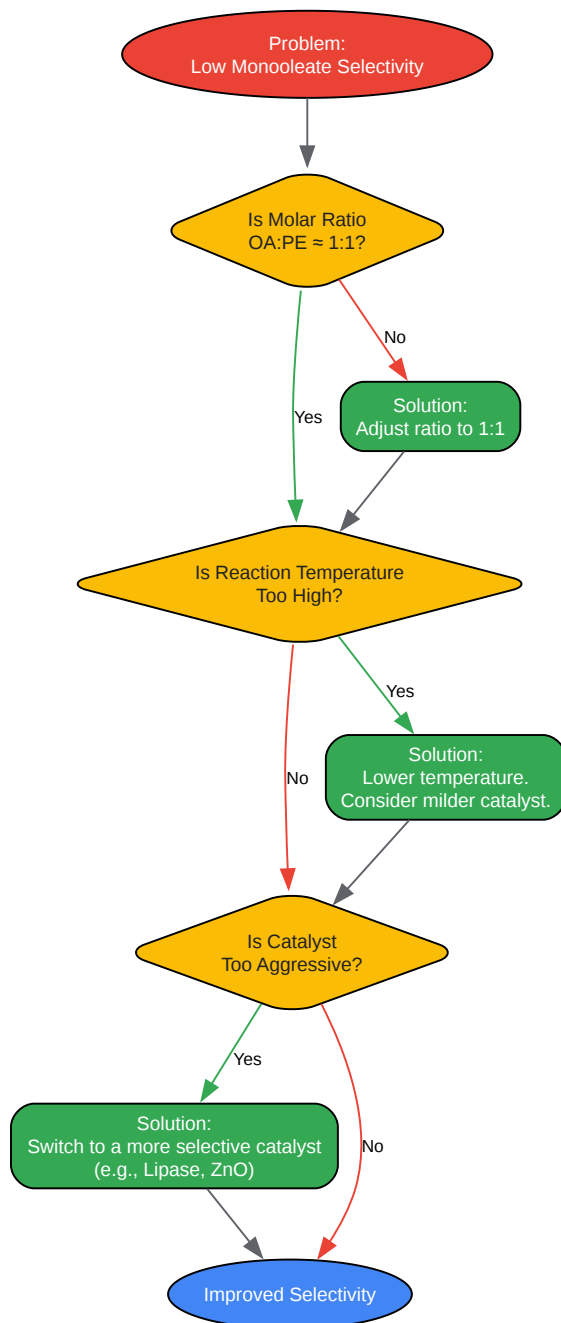 Problem:
Low Monooleate Selectivity
Is Molar Ratio
OA:PE ≈ 1:1?
No
Solution:
Adjust ratio to 1:1
Yes
Is Reaction Temperature
Too High?
Yes
Solution:
Lower temperature.
Consider milder catalyst.
No
Is Catalyst
Too Aggressive?
Yes
Solution:
Switch to a more selective catalyst
(e.g., Lipase, ZnO)
No
Improved Selectivity